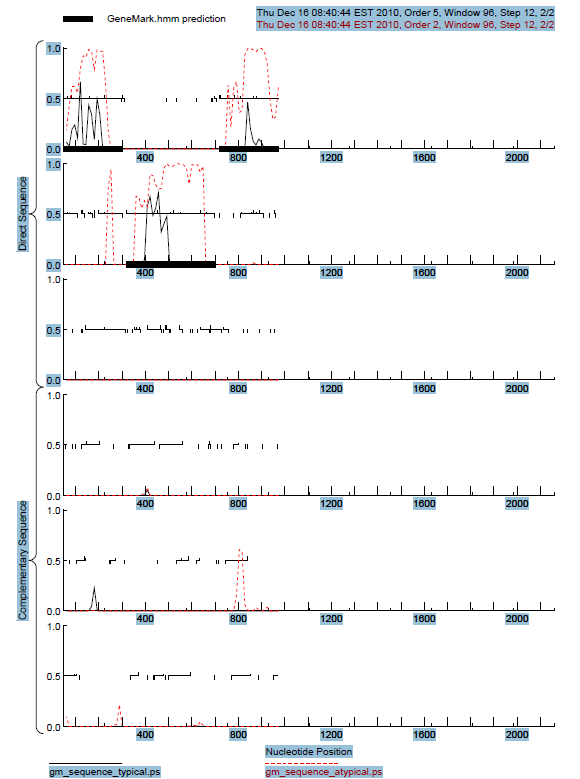 GeneMark.hmm prediction
Thu Dec 16 08:40:44 EST 2010, Order 5, Window 96, Step 12, 2/2
Thu Dec 16 08:40:44 EST 2010, Order 2, Window 96, Step 12, 2/2
Direct Sequence
1.0
0.5
0.0
400 800 1200 1600 2000
1.0
0.5
0.0
400 800 1200 1600 2000
1.0
0.5
0.0
400 800 1200 1600 2000
Complementary Sequence
1.0
0.5
0.0
400 800 1200 1600 2000
1.0
0.5
0.0
400 800 1200 1600 2000
1.0
0.5
0.0
400 800 1200 1600 2000
Nucleotide Position
gm_sequence_typical.ps
gm_sequence_atypical.ps